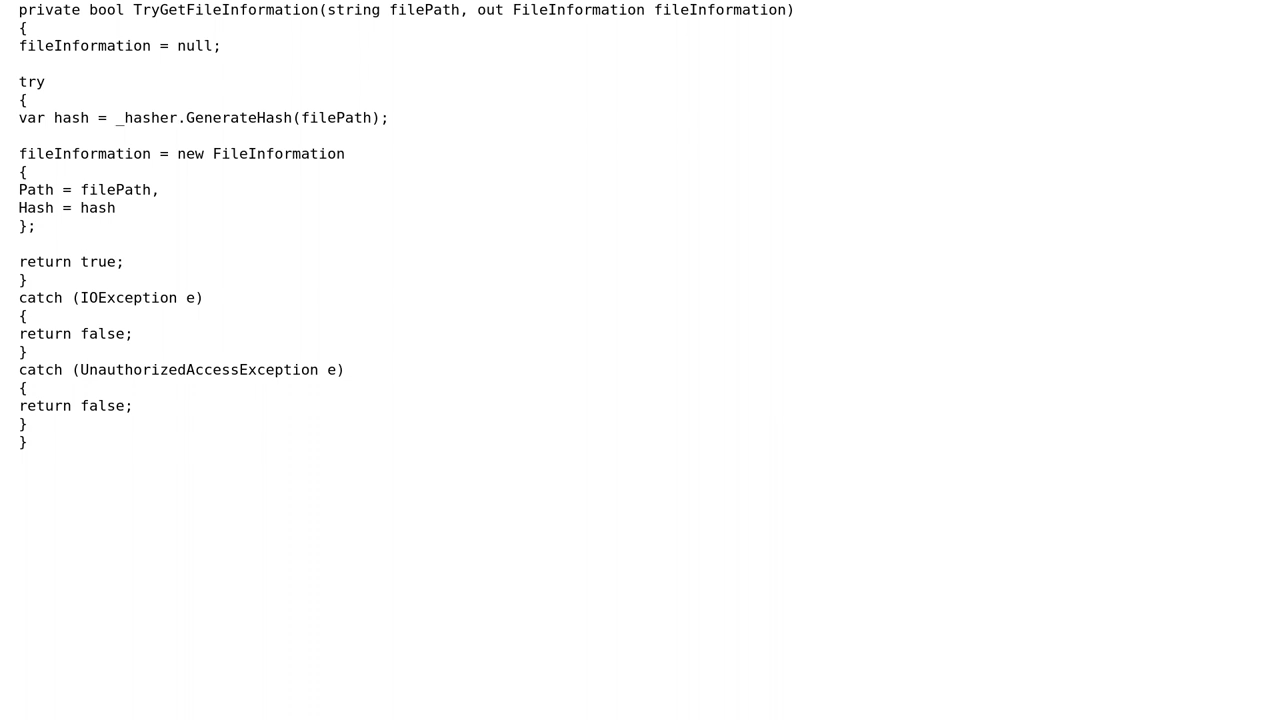 private bool TryGetFileInformation(string filePath, out FileInformation fileInformation)
{
fileInformation = null;

try
{
var hash = _hasher.GenerateHash(filePath);

fileInformation = new FileInformation
{
Path = filePath,
Hash = hash
};

return true;
}
catch (IOException e)
{
return false;
}
catch (UnauthorizedAccessException e)
{
return false;
}
}